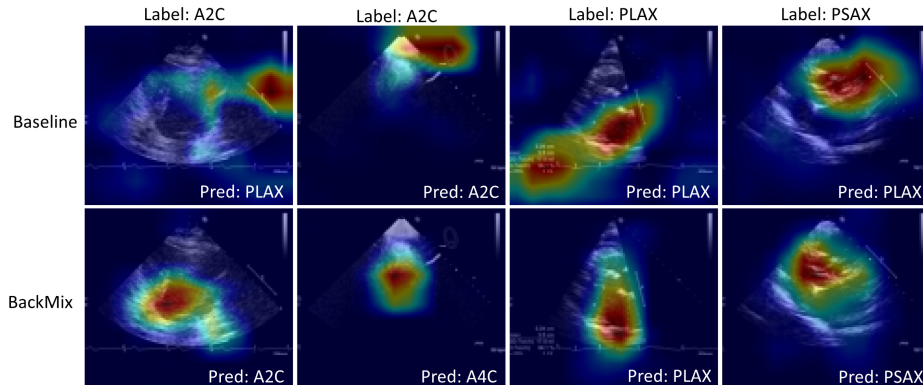 Label: A2C
Label: A2C
Label: PLAX
Label: PSAX
Baseline
Pred: PLAX
Pred: A2C
Pred: PLAX
Pred: PLAX
BackMix
Pred: A2C
Pred: A4C
Pred: PLAX
Pred: PSAX